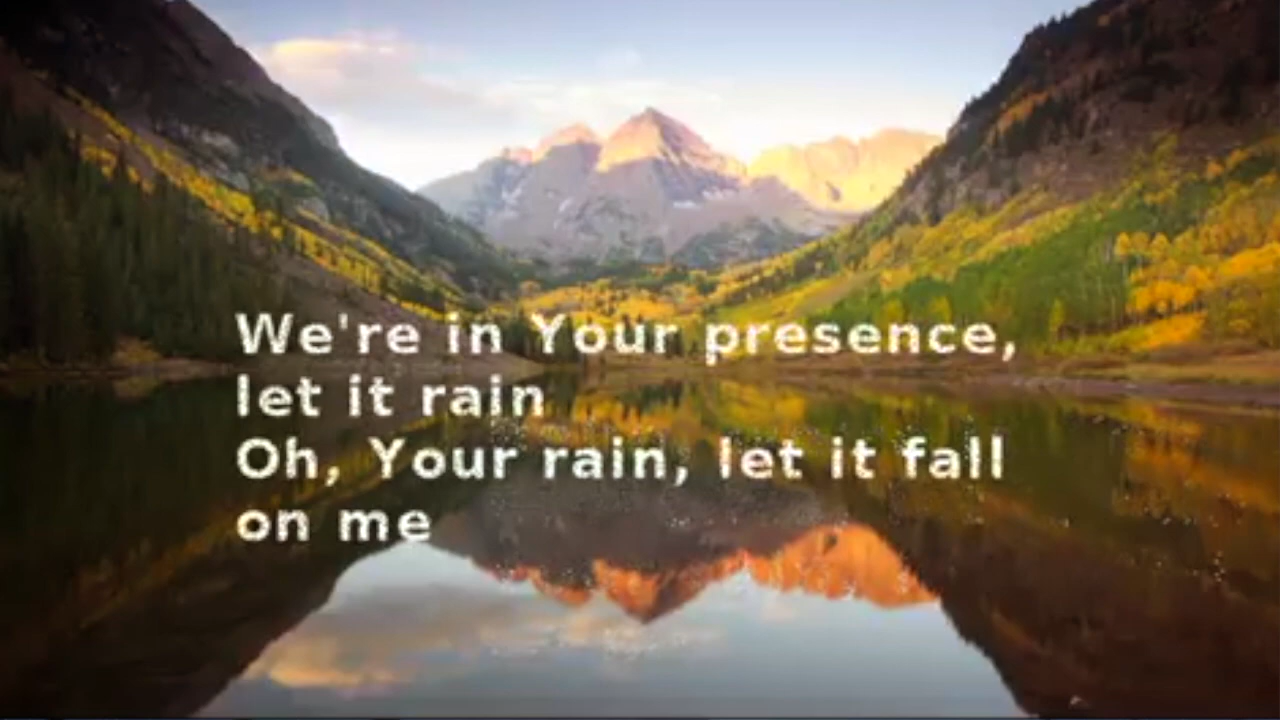 We're in Your presence,
let it rain
Oh, Your rain, let it fall
on me